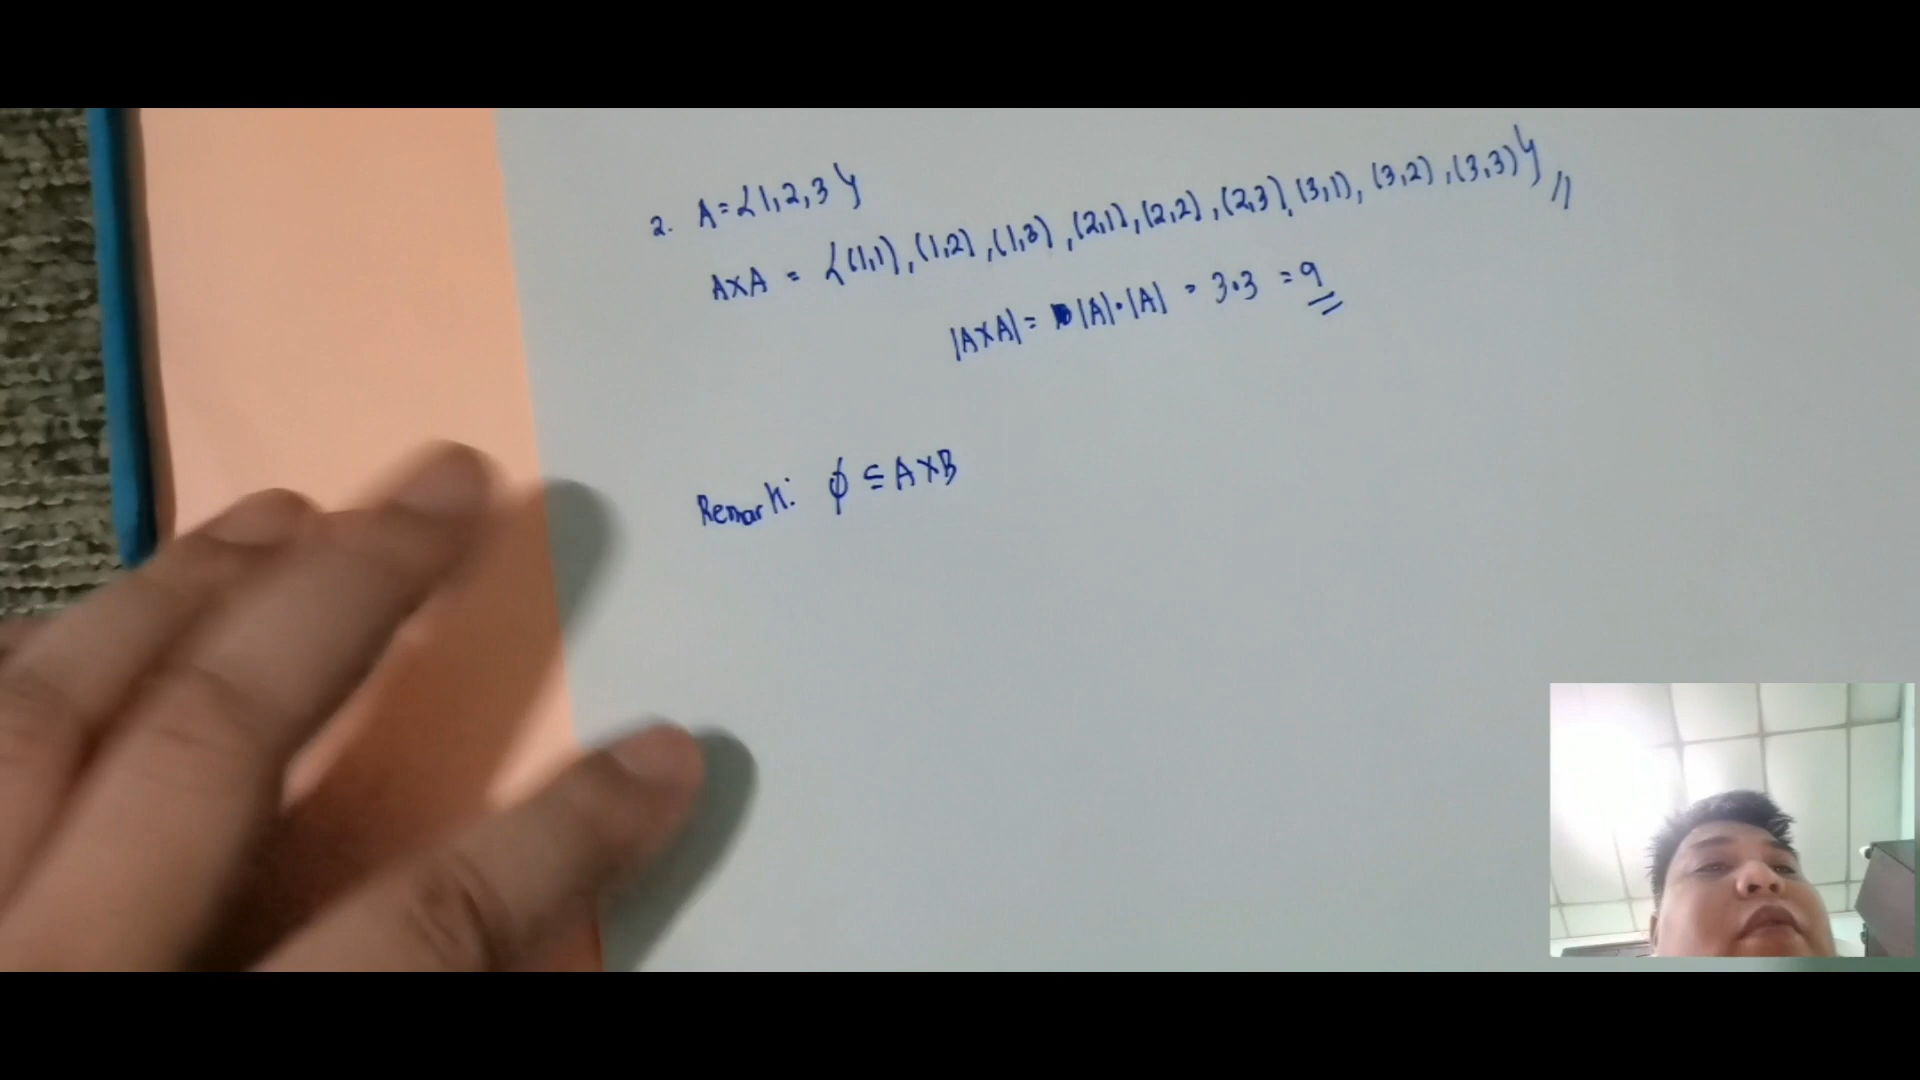 2. A = {1,2,3}
A×A = {(1,1), (1,2), (1,3), (2,1), (2,2), (2,3), (3,1), (3,2), (3,3)} //
|A×A| = |A|·|A| = 3·3 = 9
Remark: ϕ ⊆ A×B